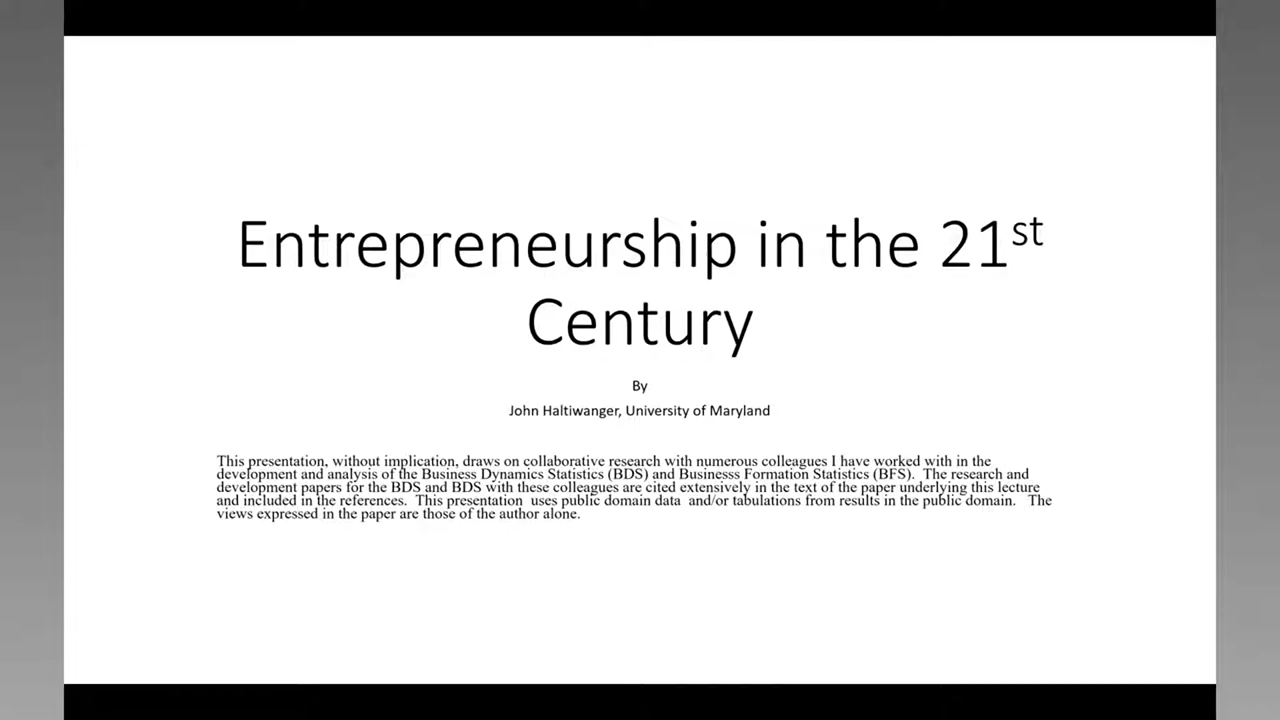 Entrepreneurship in the 21st
Century
By
John Haltiwanger, University of Maryland
This presentation, without implication, draws on collaborative research with numerous colleagues I have worked with in the
development and analysis of the Business Dynamics Statistics (BDS) and Businesss Formation Statistics (BFS).  The research and
development papers for the BDS and BDS with these colleagues are cited extensively in the text of the paper underlying this lecture
and included in the references.  This presentation  uses public domain data  and/or tabulations from results in the public domain.   The
views expressed in the paper are those of the author alone.